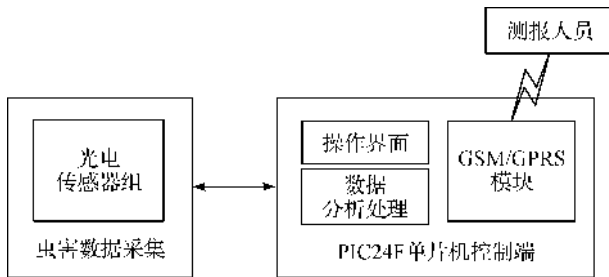 测报人员
光电
传感器组
虫害数据采集
操作界面
数据
分析处理
GSM/GPRS
模块
PIC24F单片机控制端